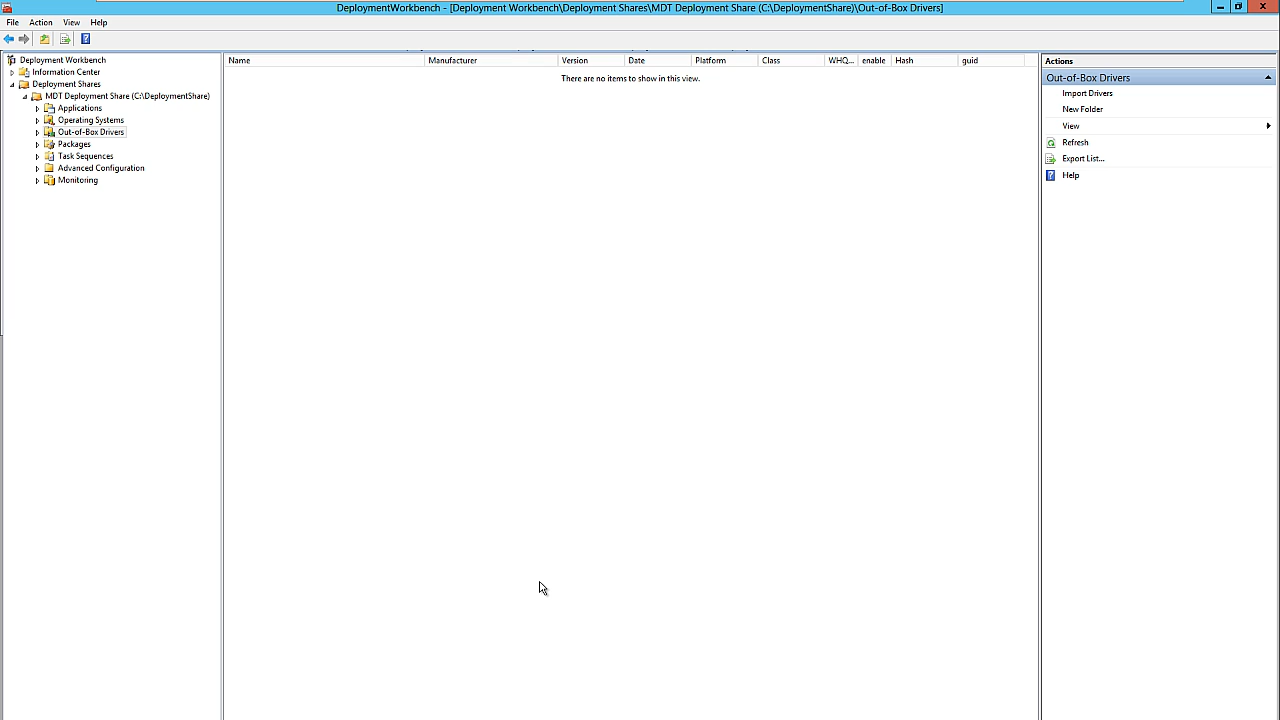 DeploymentWorkbench - [Deployment Workbench\Deployment Shares\MDT Deployment Share (C:\DeploymentShare)\Out-of-Box Drivers]
File Action View Help
Deployment Workbench
Information Center
Deployment Shares
MDT Deployment Share (C:\DeploymentShare)
Applications
Operating Systems
Out-of-Box Drivers
Packages
Task Sequences
Advanced Configuration
Monitoring
Name Manufacturer Version Date Platform Class WHQ... enable Hash guid
There are no items to show in this view.
Actions
Out-of-Box Drivers
Import Drivers
New Folder
View
Refresh
Export List...
Help